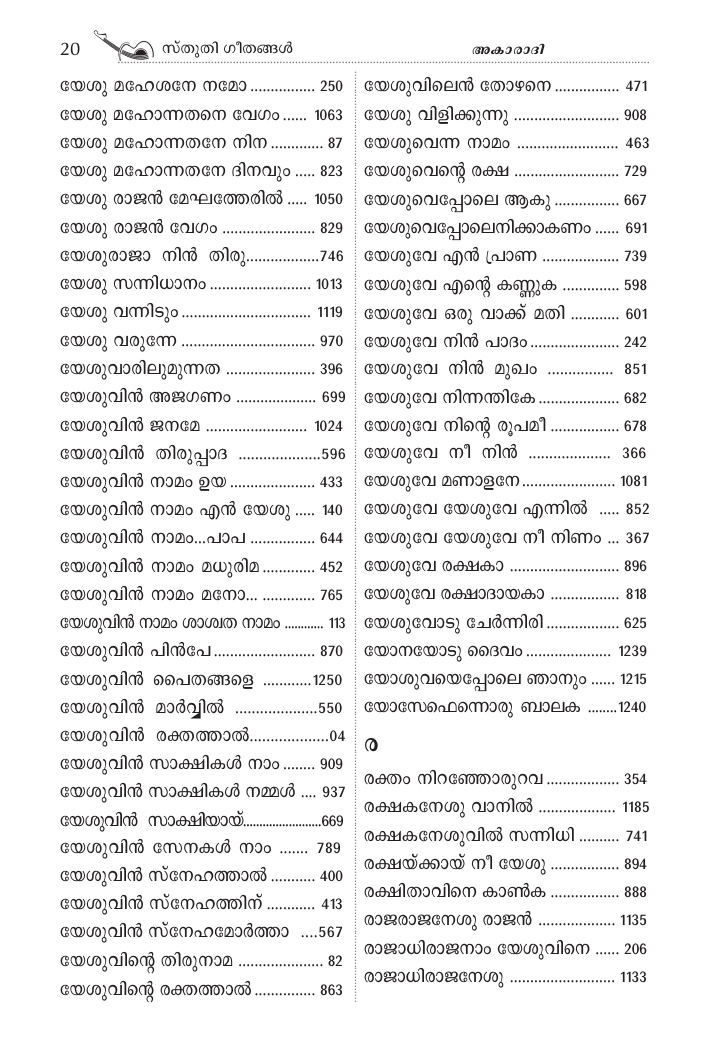 20 സ്തുതി ഗീതങ്ങൾ അകാരാദി
യേശു മഹേശനേ നമോ ................ 250
യേശു മഹോന്നതനെ വേഗം ...... 1063
യേശു മഹോന്നതനേ നിന ............. 87
യേശു മഹോന്നതനേ ദിനവും ..... 823
യേശു രാജൻ മേഘത്തേരിൽ ..... 1050
യേശു രാജൻ വേഗം ....................... 829
യേശുരാജാ നിൻ തിരു..................746
യേശു സന്നിധാനം ......................... 1013
യേശു വന്നിടും ................................ 1119
യേശു വരുന്നേ ................................. 970
യേശുവാരിലുമുന്നത ...................... 396
യേശുവിൻ അജഗണം .................... 699
യേശുവിൻ ജനമേ ......................... 1024
യേശുവിൻ തിരുപ്പാദ ....................596
യേശുവിൻ നാമം ഉയ ..................... 433
യേശുവിൻ നാമം എൻ യേശു ..... 140
യേശുവിൻ നാമം...പാപ ................ 644
യേശുവിൻ നാമം മധുരിമ ............. 452
യേശുവിൻ നാമം മനോ... ............. 765
യേശുവിൻ നാമം ശാശ്വത നാമം ............ 113
യേശുവിൻ പിൻപേ ......................... 870
യേശുവിൻ പൈതങ്ങളെ ............1250
യേശുവിൻ മാർവ്വിൽ ....................550
യേശുവിൻ രക്തത്താൽ...................04
യേശുവിൻ സാക്ഷികൾ നാം ........ 909
യേശുവിൻ സാക്ഷികൾ നമ്മൾ .... 937
യേശുവിൻ സാക്ഷിയായ്.........................669
യേശുവിൻ സേനകൾ നാം ....... 789
യേശുവിൻ സ്നേഹത്താൽ ........... 400
യേശുവിൻ സ്നേഹത്തിന് ............ 413
യേശുവിൻ സ്നേഹമോർത്താ ....567
യേശുവിന്റെ തിരുനാമ ..................... 82
യേശുവിന്റെ രക്തത്താൽ ............... 863
യേശുവിലെൻ തോഴനെ ................ 471
യേശു വിളിക്കുന്നു .......................... 908
യേശുവെന്ന നാമം ......................... 463
യേശുവെന്റെ രക്ഷ .......................... 729
യേശുവെപ്പോലെ ആകു ................ 667
യേശുവെപ്പോലെനിക്കാകണം ...... 691
യേശുവേ എൻ പ്രാണ ................... 739
യേശുവേ എന്റെ കണ്ണുക .............. 598
യേശുവേ ഒരു വാക്ക് മതി ............ 601
യേശുവേ നിൻ പാദം ...................... 242
യേശുവേ നിൻ മുഖം ................ 851
യേശുവേ നിന്നന്തികേ .................... 682
യേശുവേ നിന്റെ രൂപമീ ................. 678
യേശുവേ നീ നിൻ .................... 366
യേശുവേ മണാളനേ ....................... 1081
യേശുവേ യേശുവേ എന്നിൽ ..... 852
യേശുവേ യേശുവേ നീ നിണം ... 367
യേശുവേ രക്ഷകാ ........................... 896
യേശുവേ രക്ഷാദായകാ ................. 818
യേശുവോടു ചേർന്നിരി .................. 625
യോനയോടു ദൈവം ..................... 1239
യോശുവയെപ്പോലെ ഞാനും ...... 1215
യോസേഫെന്നൊരു ബാലക ........1240
ര
രക്തം നിറഞ്ഞോരുറവ .................. 354
രക്ഷകനേശു വാനിൽ ................... 1185
രക്ഷകനേശുവിൽ സന്നിധി .......... 741
രക്ഷയ്ക്കായ് നീ യേശു ................. 894
രക്ഷിതാവിനെ കാൺക ................. 888
രാജരാജനേശു രാജൻ ................... 1135
രാജാധിരാജനാം യേശുവിനെ ...... 206
രാജാധിരാജനേശു .......................... 1133